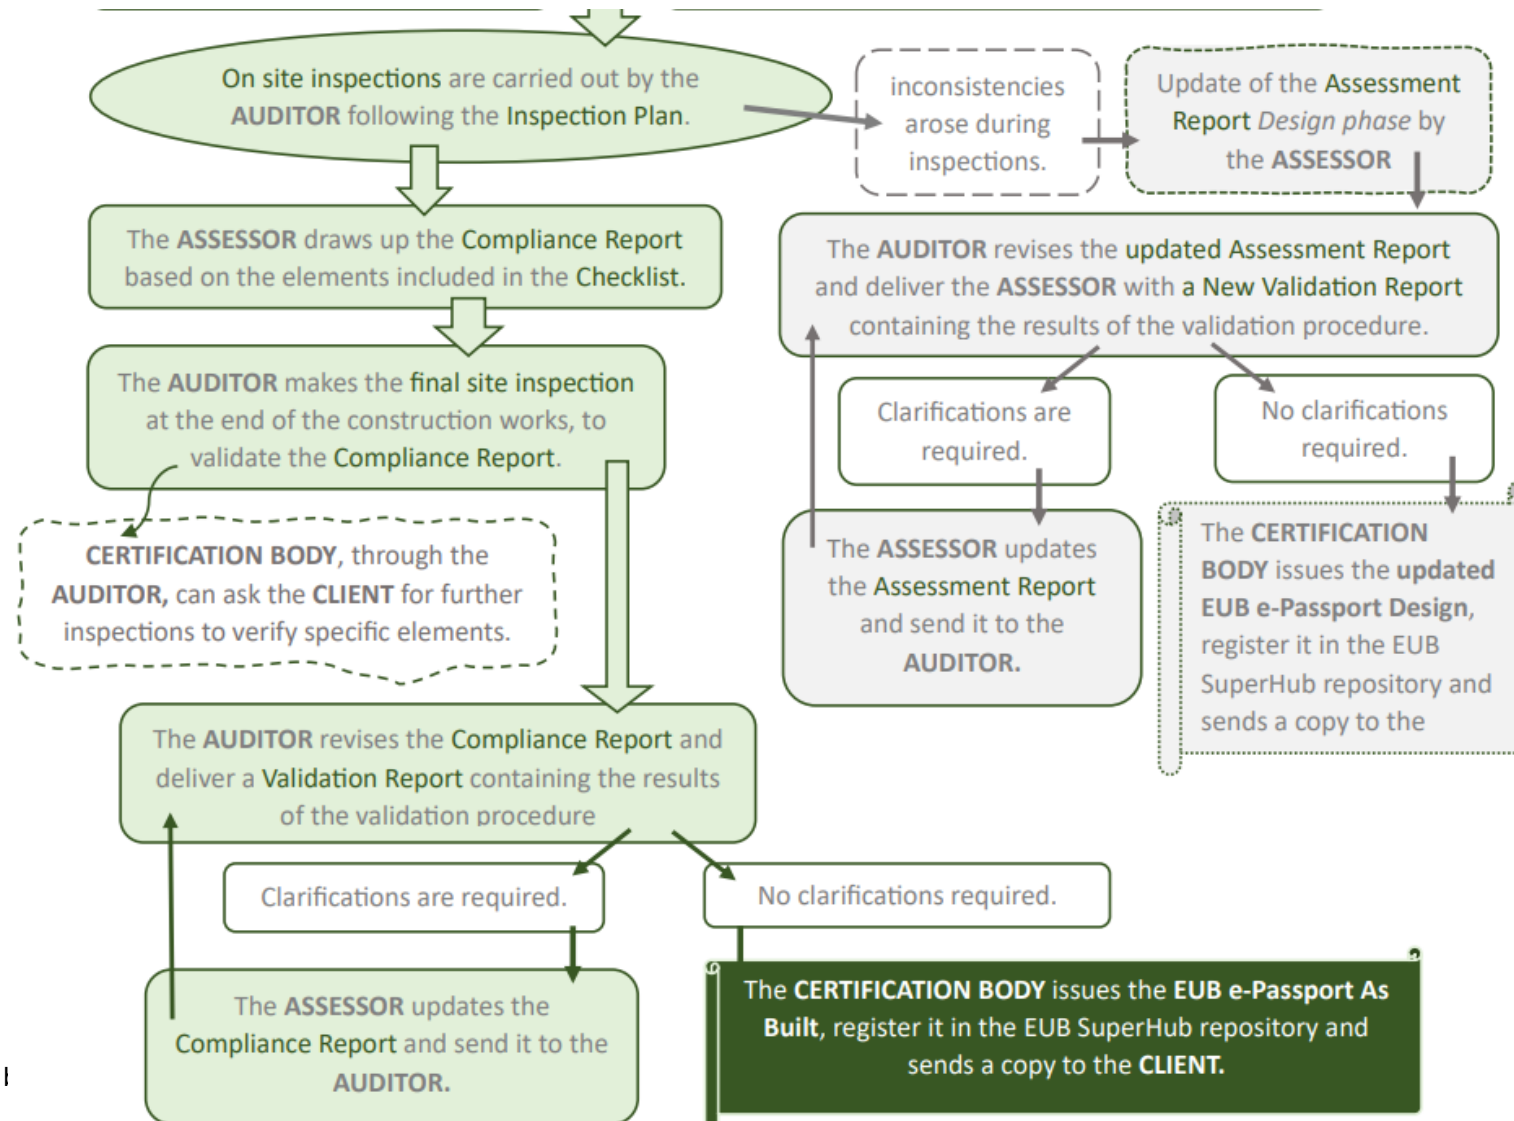 On site inspections are carried out by the
AUDITOR following the Inspection Plan.
inconsistencies
arose during
inspections.
Update of the Assessment
Report Design phase by
the ASSESSOR
The ASSESSOR draws up the Compliance Report
based on the elements included in the Checklist.
The AUDITOR revises the updated Assessment Report
and deliver the ASSESSOR with a New Validation Report
containing the results of the validation procedure.
The AUDITOR makes the final site inspection
at the end of the construction works, to
validate the Compliance Report.
Clarifications are
required.
No clarifications
required.
CERTIFICATION BODY, through the
AUDITOR, can ask the CLIENT for further
inspections to verify specific elements.
The ASSESSOR updates
the Assessment Report
and send it to the
AUDITOR.
The CERTIFICATION
BODY issues the updated
EUB e-Passport Design,
register it in the EUB
SuperHub repository and
sends a copy to the
The AUDITOR revises the Compliance Report and
deliver a Validation Report containing the results
of the validation procedure
Clarifications are required.
No clarifications required.
The ASSESSOR updates the
Compliance Report and send it to the
AUDITOR.
The CERTIFICATION BODY issues the EUB e-Passport As
Built, register it in the EUB SuperHub repository and
sends a copy to the CLIENT.